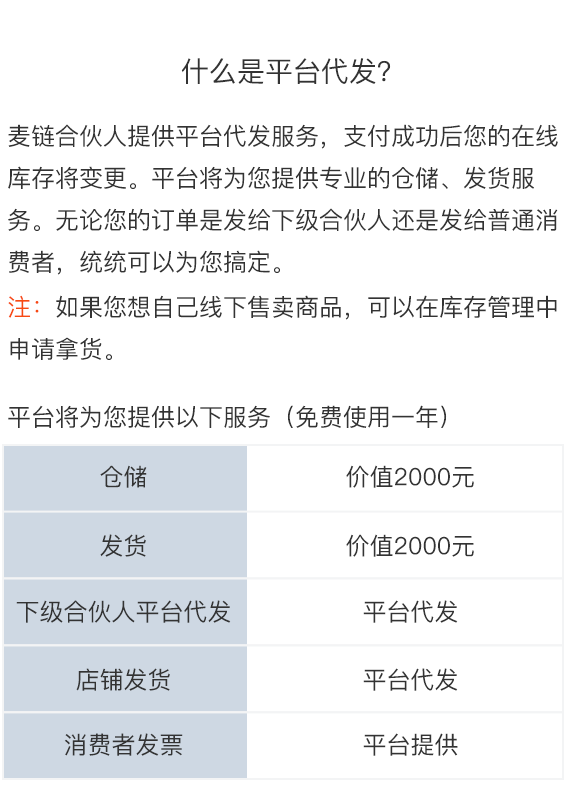 什么是平台代发？
麦链合伙人提供平台代发服务，支付成功后您的在线
库存将变更。平台将为您提供专业的仓储、发货服
务。无论您的订单是发给下级合伙人还是发给普通消
费者，统统可以为您搞定。
注：如果您想自己线下售卖商品，可以在库存管理中
申请拿货。
平台将为您提供以下服务（免费使用一年）
仓储 价值2000元
发货 价值2000元
下级合伙人平台代发 平台代发
店铺发货 平台代发
消费者发票 平台提供